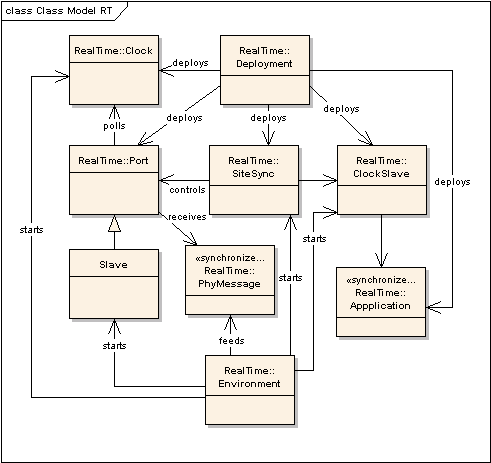 class Class Model RT
RealTime::Clock
RealTime::
Deployment
deploys
deploys
deploys
deploys
polls
RealTime::Port
RealTime::
SiteSync
RealTime::
ClockSlave
controls
deploys
receives
starts
Slave
«synchronize...
RealTime::
PhyMessage
starts
starts
«synchronize...
RealTime::
Appplication
starts
feeds
RealTime::
Environment